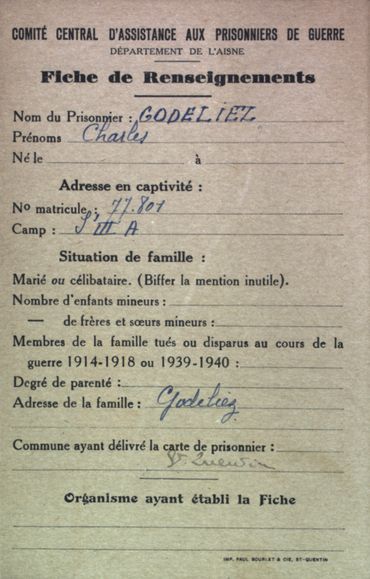 COMITÉ CENTRAL D'ASSISTANCE AUX PRISONNIERS DE GUERRE
DÉPARTEMENT DE L'AISNE
Fiche de Renseignements
Nom du Prisonnier : GODELIEZ
Prénoms Charles
Né le à
Adresse en captivité :
No matricule : 77.801
Camp : S/ III A
Situation de famille :
Marié ou célibataire. (Biffer la mention inutile).
Nombre d'enfants mineurs :
— de frères et sœurs mineurs :
Membres de la famille tués ou disparus au cours de la
guerre 1914-1918 ou 1939-1940 :
Degré de parenté :
Adresse de la famille : Godeliez
Commune ayant délivré la carte de prisonnier :
St Quentin
Organisme ayant établi la Fiche
IMP. PAUL BOURLET & CIE, ST-QUENTIN